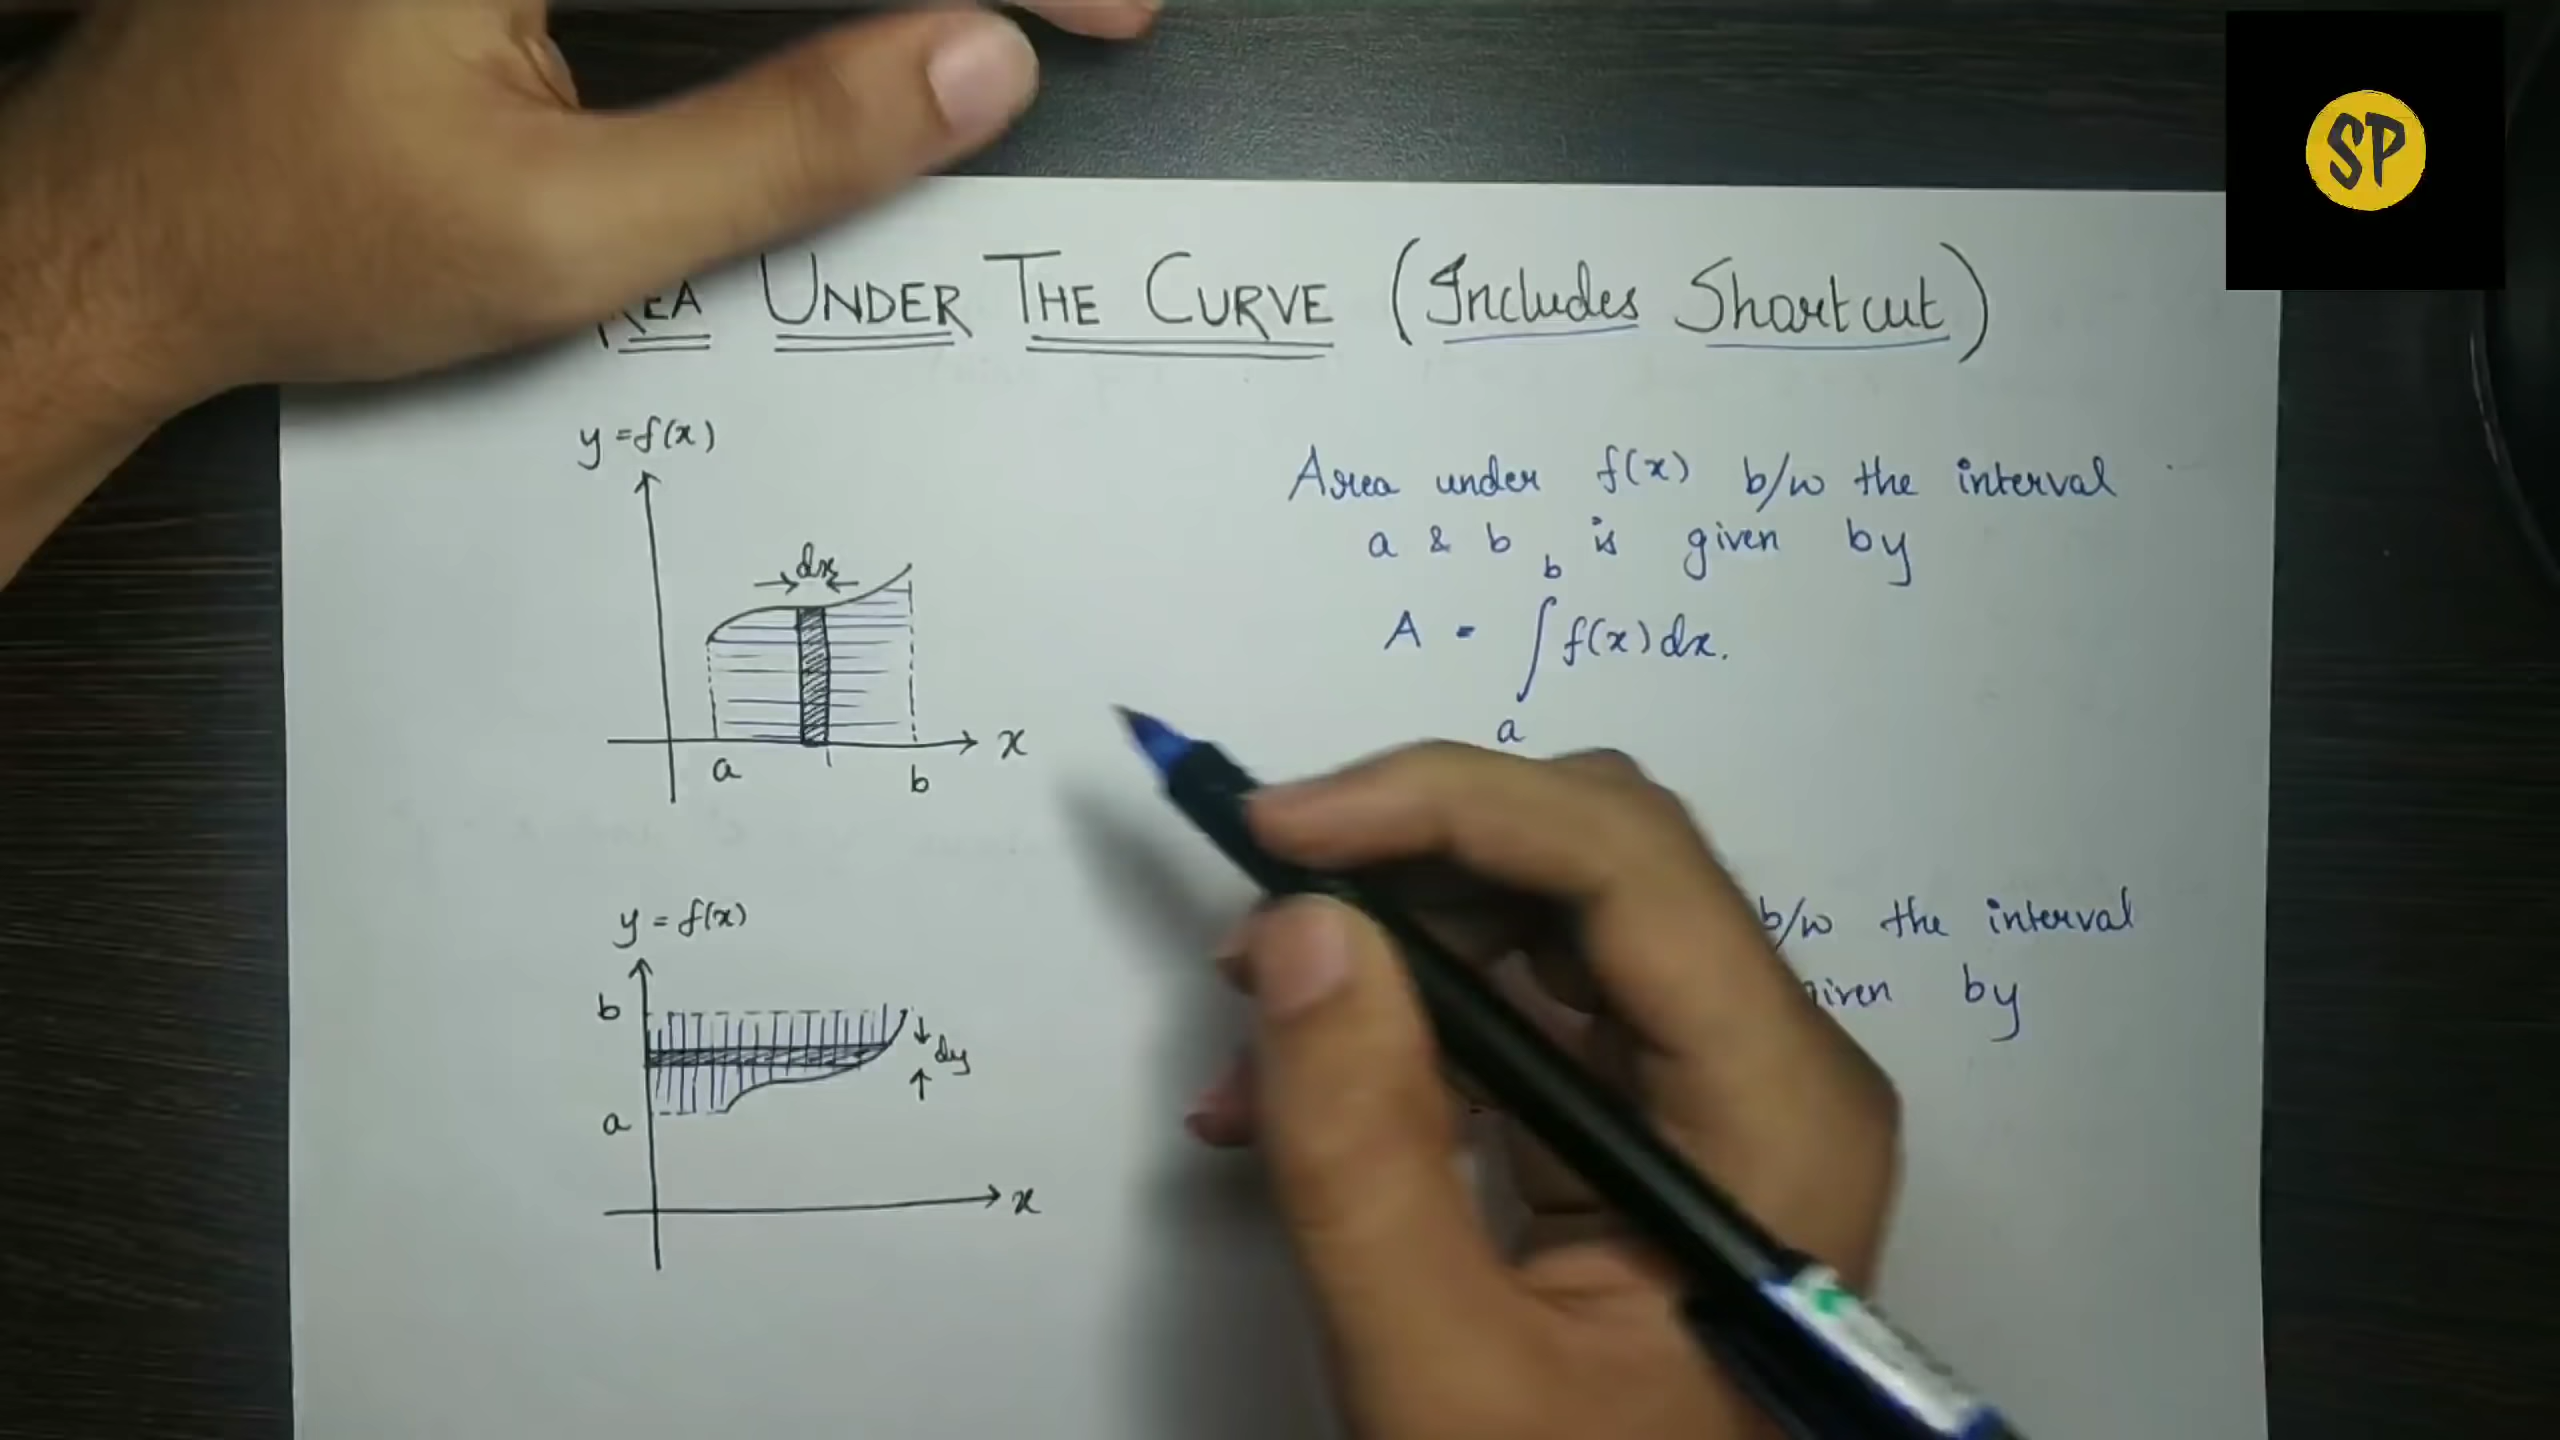 SP
UNDER THE CURVE (Includes Shortcut)
y = f(x)
dx
a
b
x
Area under f(x) b/w the interval
a & b is given by
A = ∫ₐᵇ f(x) dx.
y = f(x)
b
dy
a
x
b/w the interval
by